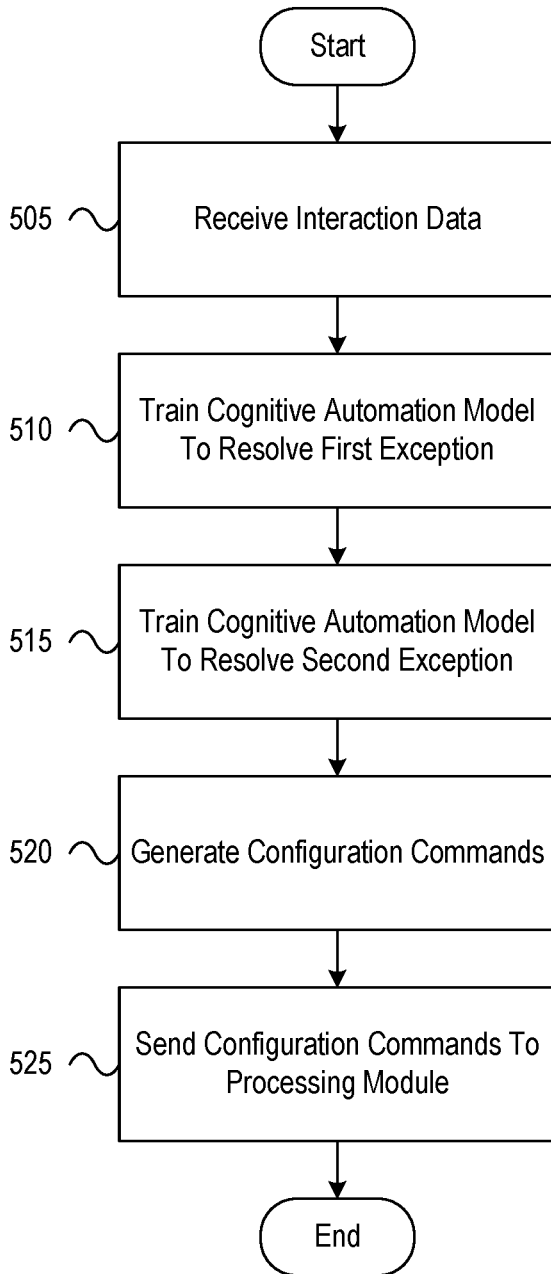 Start
505
Receive Interaction Data
510
Train Cognitive Automation Model
To Resolve First Exception
515
Train Cognitive Automation Model
To Resolve Second Exception
520
Generate Configuration Commands
525
Send Configuration Commands To
Processing Module
End